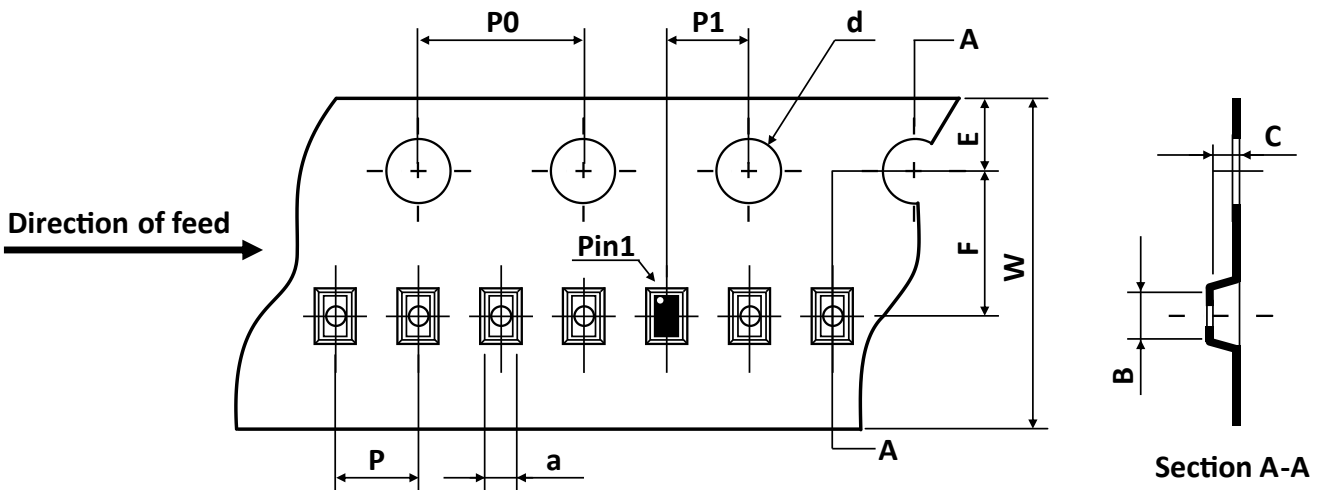 P0
P1
d
A
E
C
Direction of feed
Pin1
F
W
B
P
a
A
Section A-A